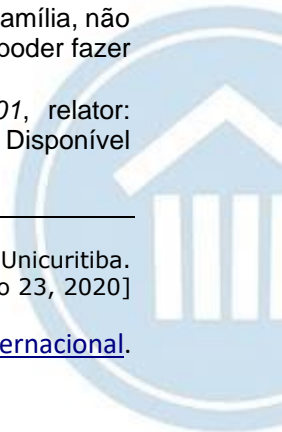 amília, não
poder fazer
01, relator:
Disponível
Unicuritiba.
o 23, 2020]
ernacional.